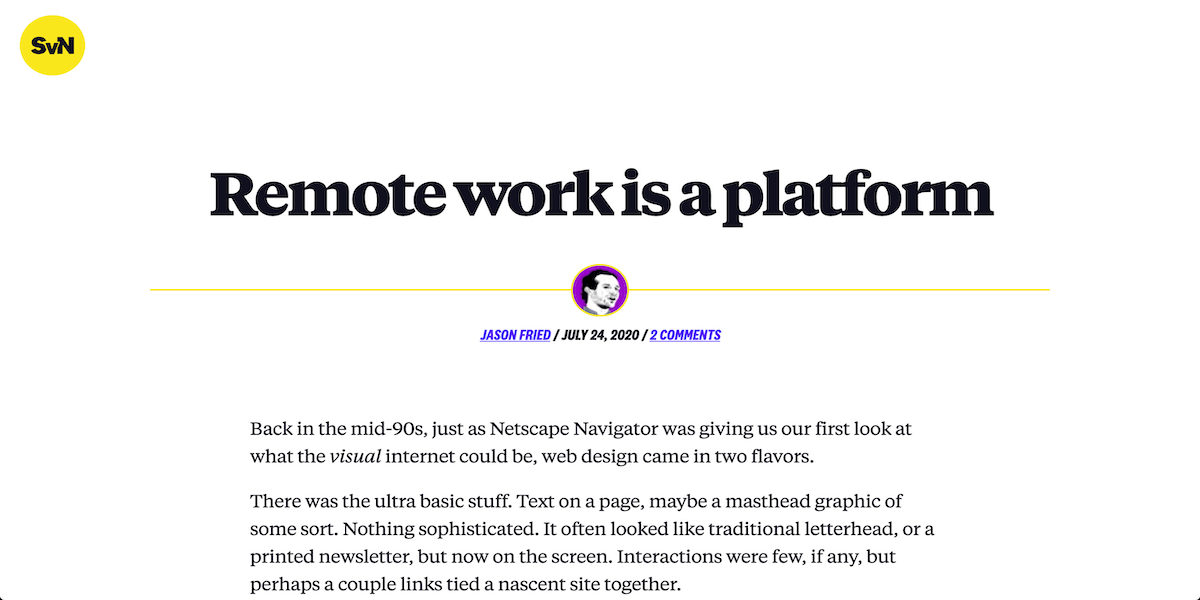 SvN
Remote work is a platform
JASON FRIED / JULY 24, 2020 / 2 COMMENTS
Back in the mid-90s, just as Netscape Navigator was giving us our first look at
what the visual internet could be, web design came in two flavors.
There was the ultra basic stuff. Text on a page, maybe a masthead graphic of
some sort. Nothing sophisticated. It often looked like traditional letterhead, or a
printed newsletter, but now on the screen. Interactions were few, if any, but
perhaps a couple links tied a nascent site together.